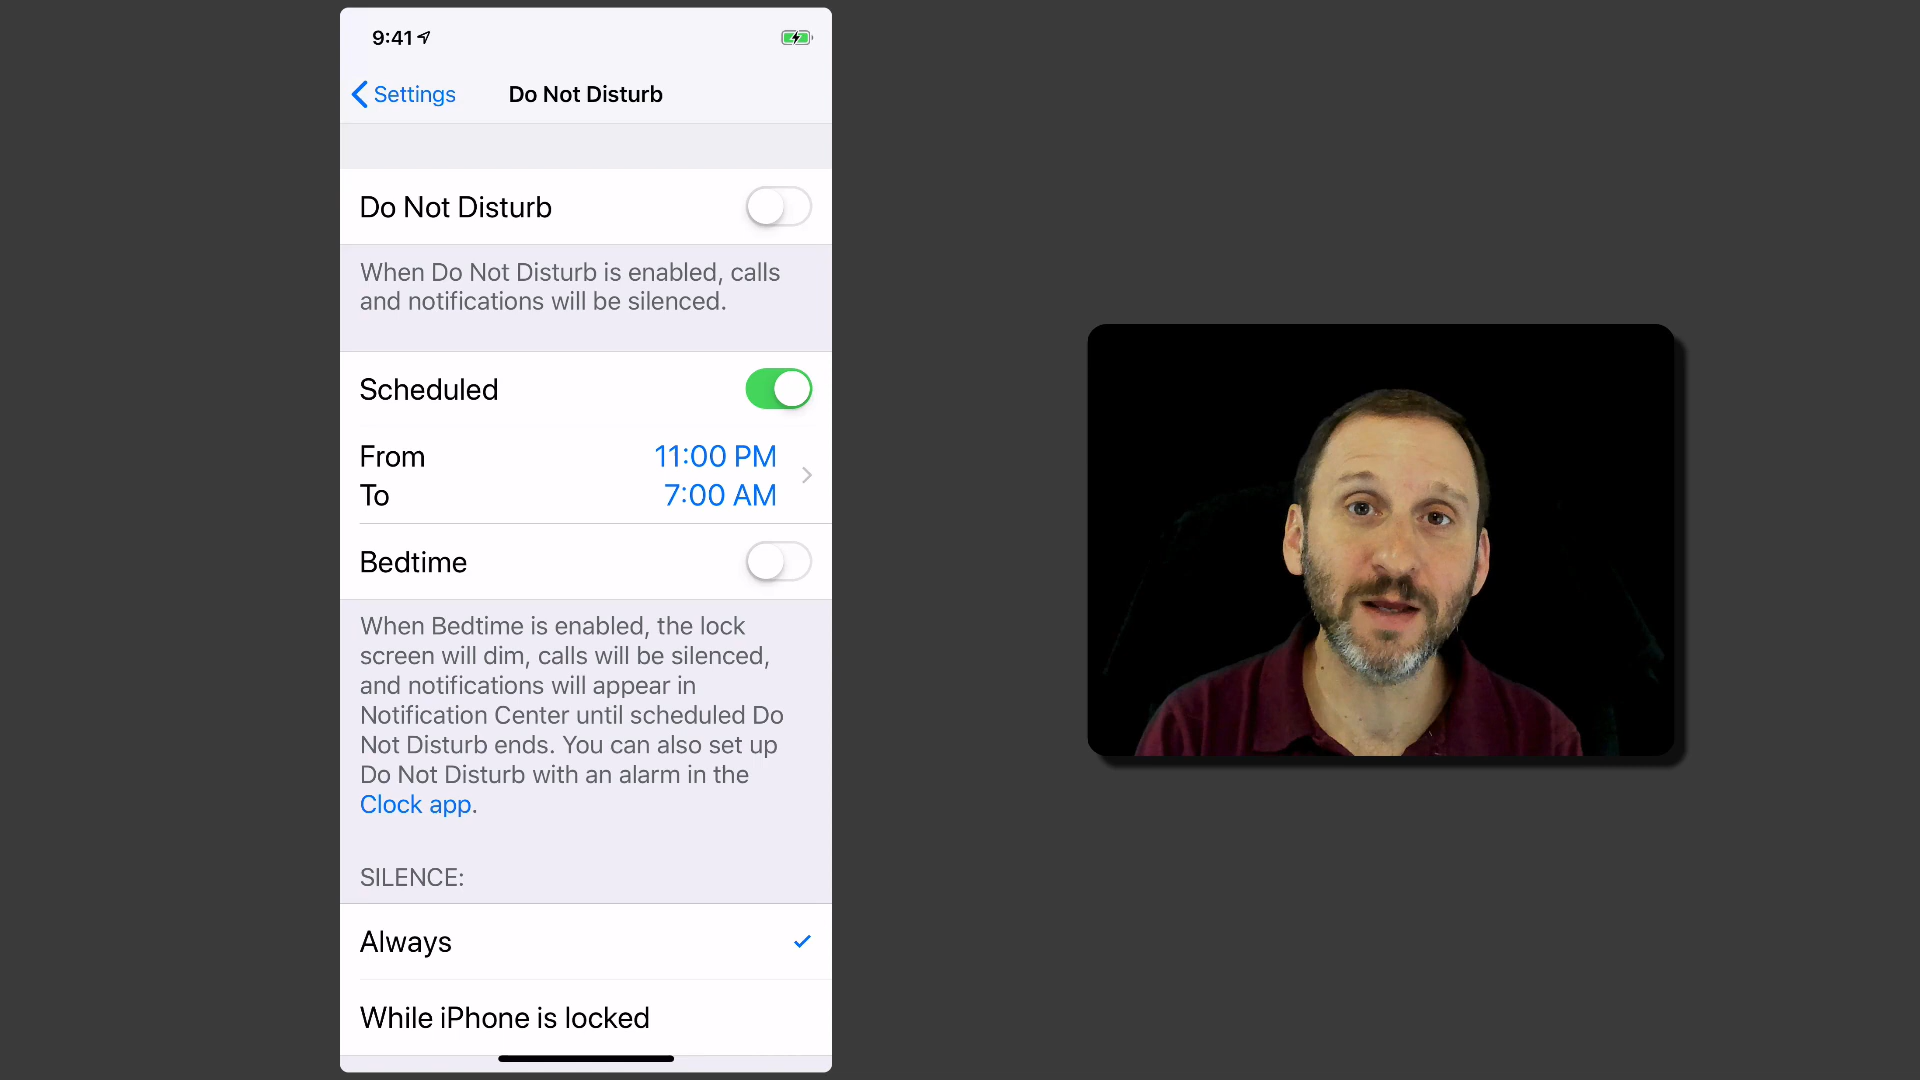 9:41
Settings
Do Not Disturb
Do Not Disturb
When Do Not Disturb is enabled, calls
and notifications will be silenced.
Scheduled
From 11:00 PM
To 7:00 AM
Bedtime
When Bedtime is enabled, the lock
screen will dim, calls will be silenced,
and notifications will appear in
Notification Center until scheduled Do
Not Disturb ends. You can also set up
Do Not Disturb with an alarm in the
Clock app.
SILENCE:
Always
While iPhone is locked